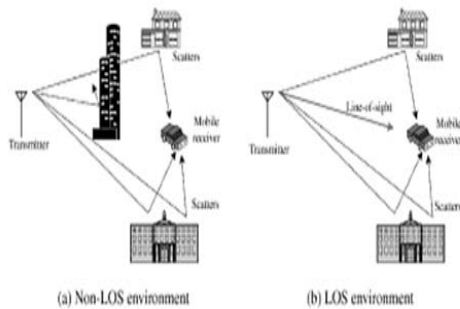 Scatters
Transmitter
Mobile
receiver
Scatters
(a) Non-LOS environment
Scatters
Line-of-sight
Transmitter
Mobile
receiver
Scatters
(b) LOS environment